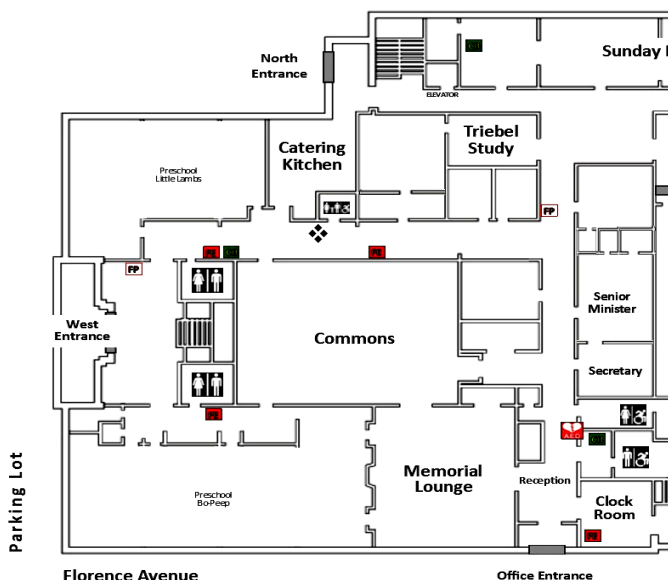 North
Entrance
Sunday
ELEVATOR
Catering
Kitchen
Triebel
Study
Preschool
Little Lambs
FP
FP
West
Entrance
Commons
Senior
Minister
Secretary
AED
Memorial
Lounge
Reception
Preschool
Bo-Peep
Clock
Room
Parking Lot
Florence Avenue
Office Entrance